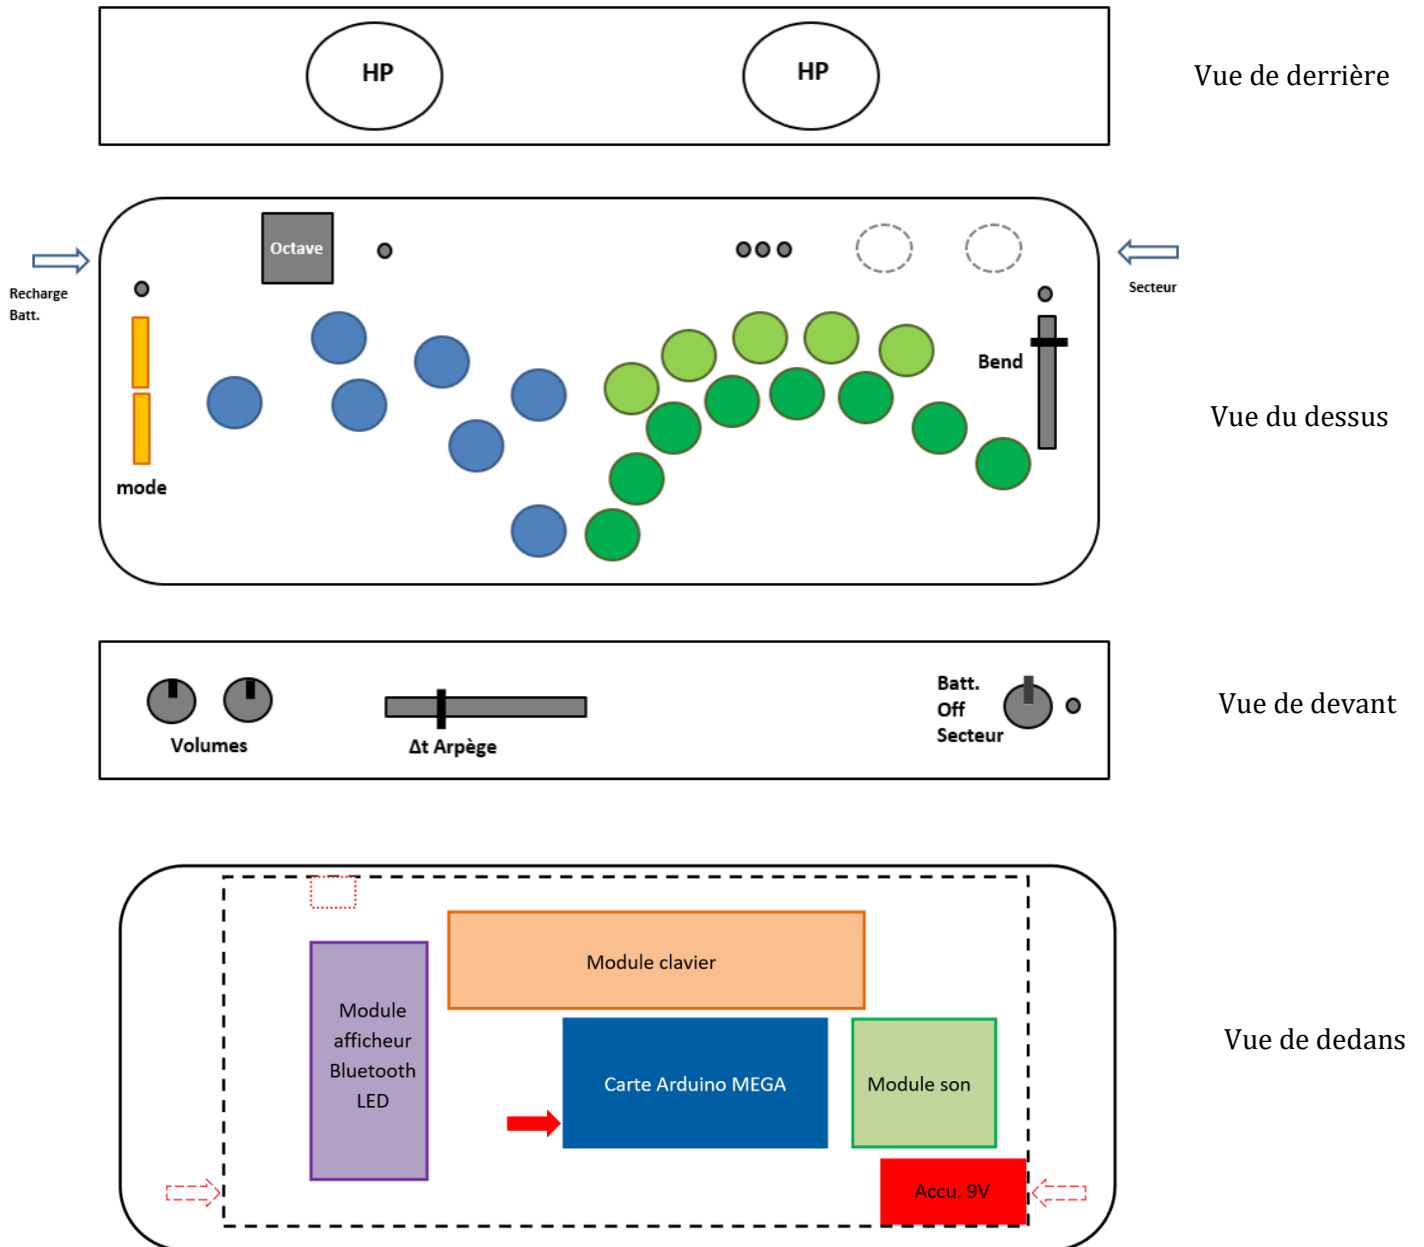 HP
HP
Vue de derrière
Octave
Recharge
Batt.
Secteur
Bend
Vue du dessus
mode
Batt.
Off
Secteur
Vue de devant
Volumes
Δt Arpège
Module clavier
Module
afficheur
Bluetooth
LED
Carte Arduino MEGA
Module son
Vue de dedans
Accu. 9V